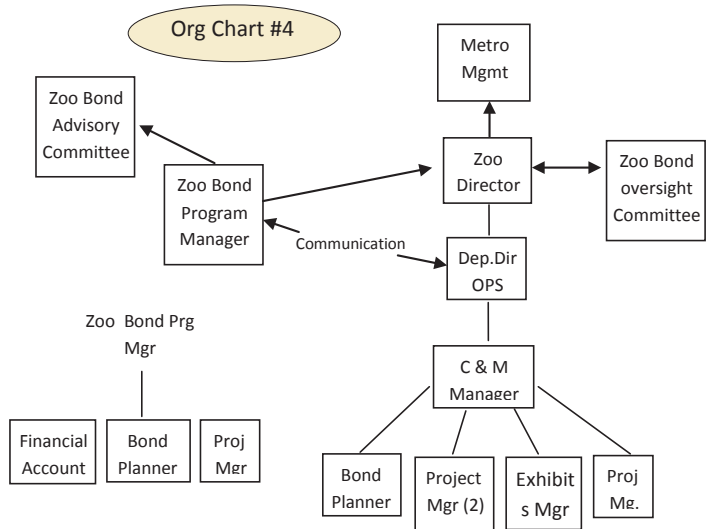 Org Chart #4
Metro
Mgmt
Zoo Bond
Advisory
Committee
Zoo Bond
Program
Manager
Zoo
Director
Zoo Bond
oversight
Committee
Communication
Dep.Dir
OPS
Zoo Bond Prg
Mgr
C & M
Manager
Financial
Account
Bond
Planner
Proj
Mgr
Bond
Planner
Project
Mgr (2)
Exhibit
s Mgr
Proj
Mg.